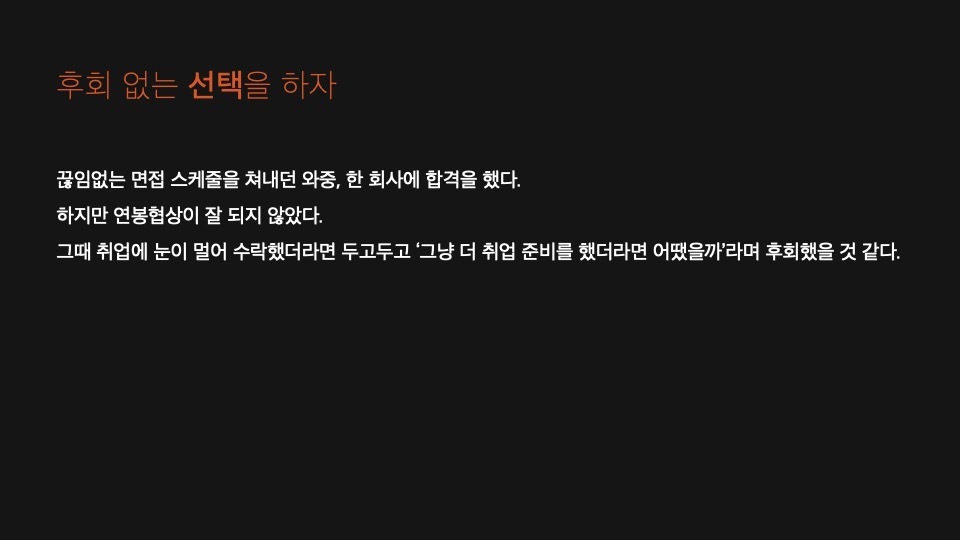 후회 없는 선택을 하자
끊임없는 면접 스케줄을 쳐내던 와중, 한 회사에 합격을 했다.
하지만 연봉협상이 잘 되지 않았다.
그때 취업에 눈이 멀어 수락했더라면 두고두고 ‘그냥 더 취업 준비를 했더라면 어땠을까’라며 후회했을 것 같다.